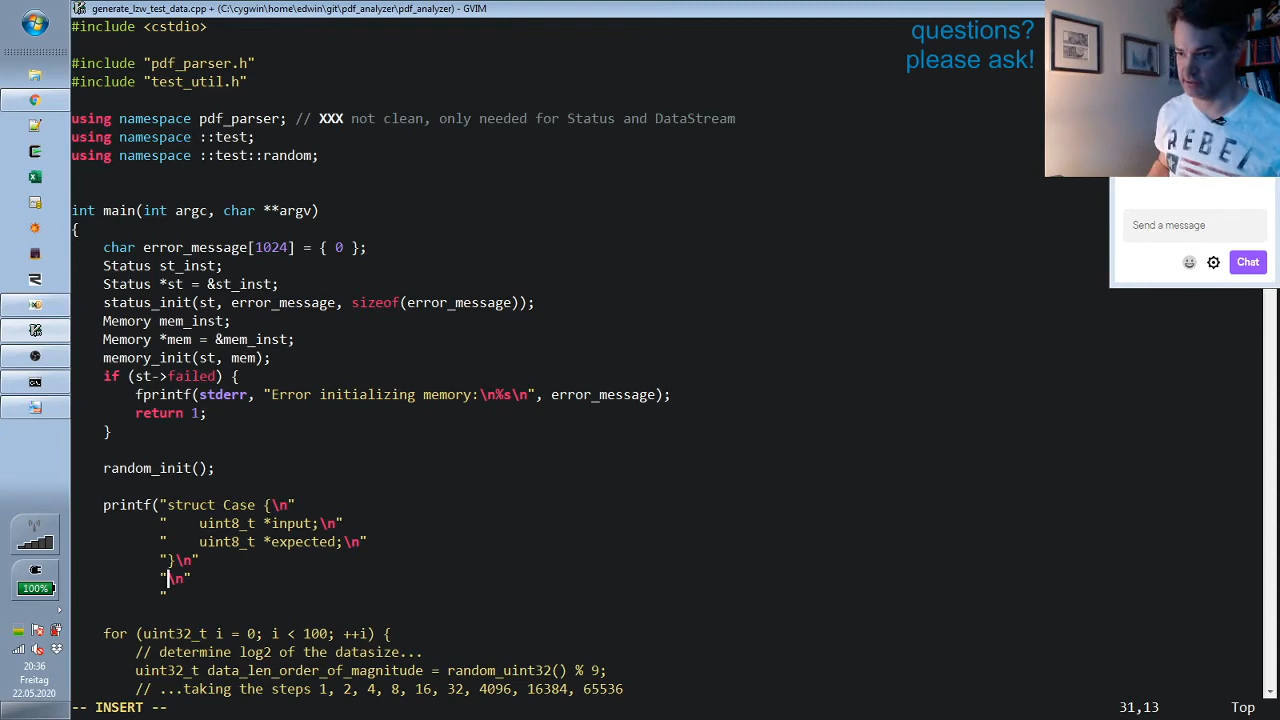 generate_lzw_test_data.cpp + (C:\cygwin\home\edwin\git\pdf_analyzer\pdf_analyzer) - GVIM
#include <cstdio>
#include "pdf_parser.h"
#include "test_util.h"
using namespace pdf_parser; // XXX not clean, only needed for Status and DataStream
using namespace ::test;
using namespace ::test::random;
int main(int argc, char **argv)
{
    char error_message[1024] = { 0 };
    Status st_inst;
    Status *st = &st_inst;
    status_init(st, error_message, sizeof(error_message));
    Memory mem_inst;
    Memory *mem = &mem_inst;
    memory_init(st, mem);
    if (st->failed) {
        fprintf(stderr, "Error initializing memory:\n%s\n", error_message);
        return 1;
    }
    random_init();
    printf("struct Case {\n"
           "    uint8_t *input;\n"
           "    uint8_t *expected;\n"
           "}\n"
           "\n"
           "
    for (uint32_t i = 0; i < 100; ++i) {
        // determine log2 of the datasize...
        uint32_t data_len_order_of_magnitude = random_uint32() % 9;
        // ...taking the steps 1, 2, 4, 8, 16, 32, 4096, 16384, 65536
-- INSERT --
31,13
Top
questions?
please ask!
REBEL
Send a message
Chat
100%
20:36
Freitag
22.05.2020